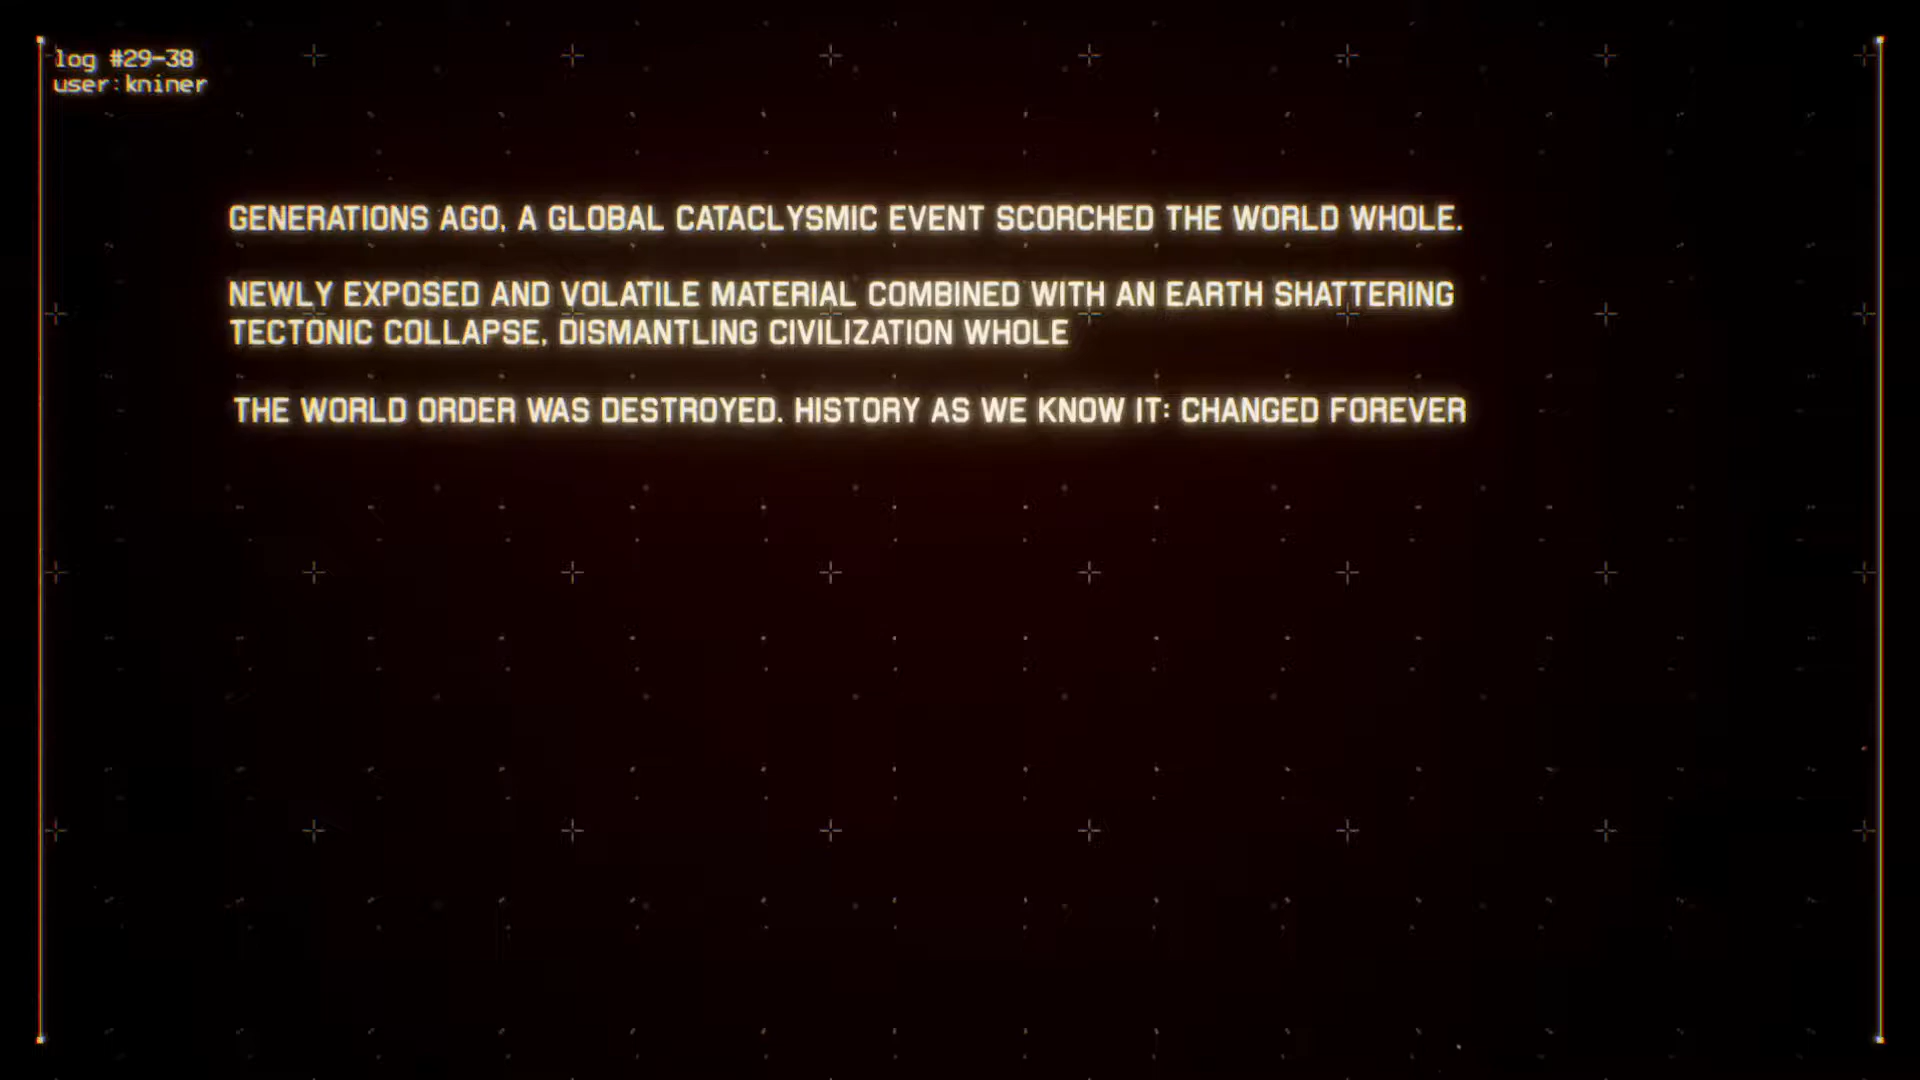 log #29-38
user:kniner
GENERATIONS AGO, A GLOBAL CATACLYSMIC EVENT SCORCHED THE WORLD WHOLE.
NEWLY EXPOSED AND VOLATILE MATERIAL COMBINED WITH AN EARTH SHATTERING
TECTONIC COLLAPSE, DISMANTLING CIVILIZATION WHOLE
THE WORLD ORDER WAS DESTROYED. HISTORY AS WE KNOW IT: CHANGED FOREVER